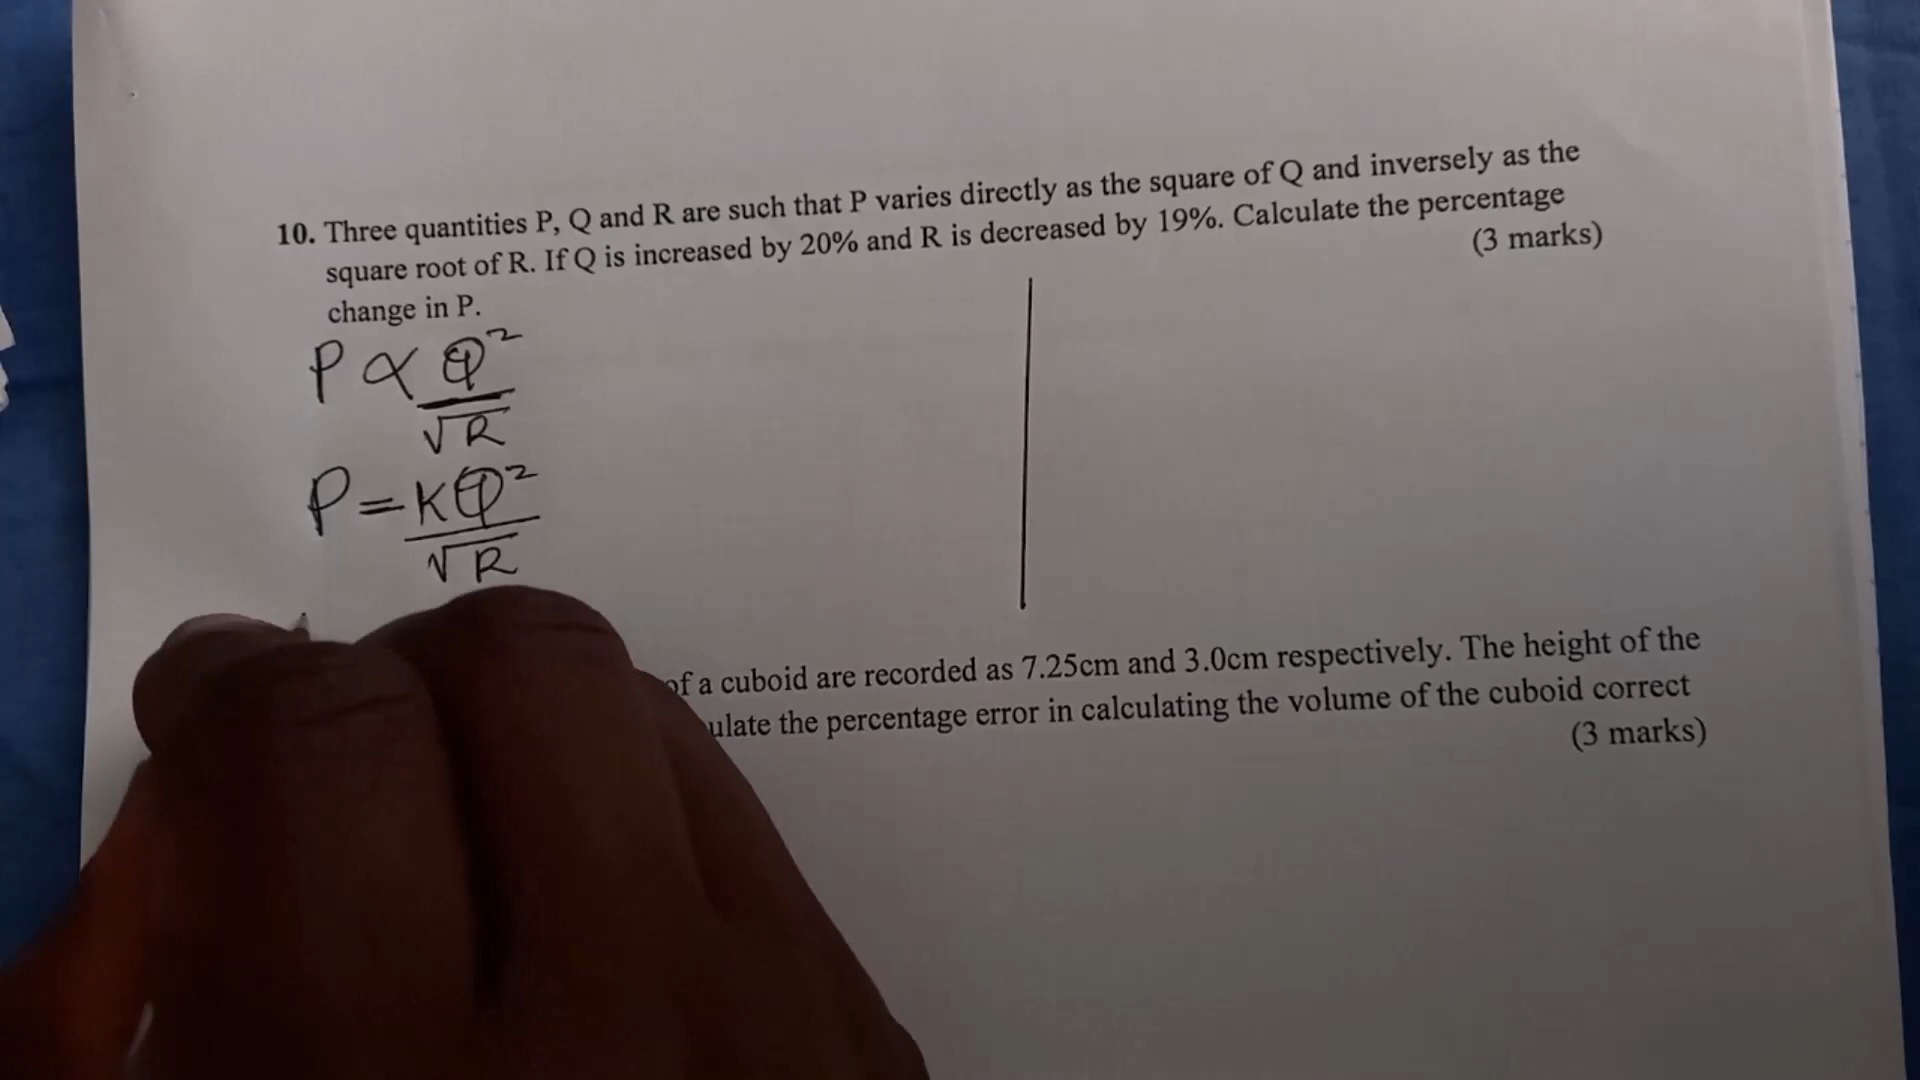 10. Three quantities P, Q and R are such that P varies directly as the square of Q and inversely as the
square root of R. If Q is increased by 20% and R is decreased by 19%. Calculate the percentage
change in P. (3 marks)
P ∝ Q²
√R
P = KQ²
√R
of a cuboid are recorded as 7.25cm and 3.0cm respectively. The height of the
ulate the percentage error in calculating the volume of the cuboid correct
(3 marks)